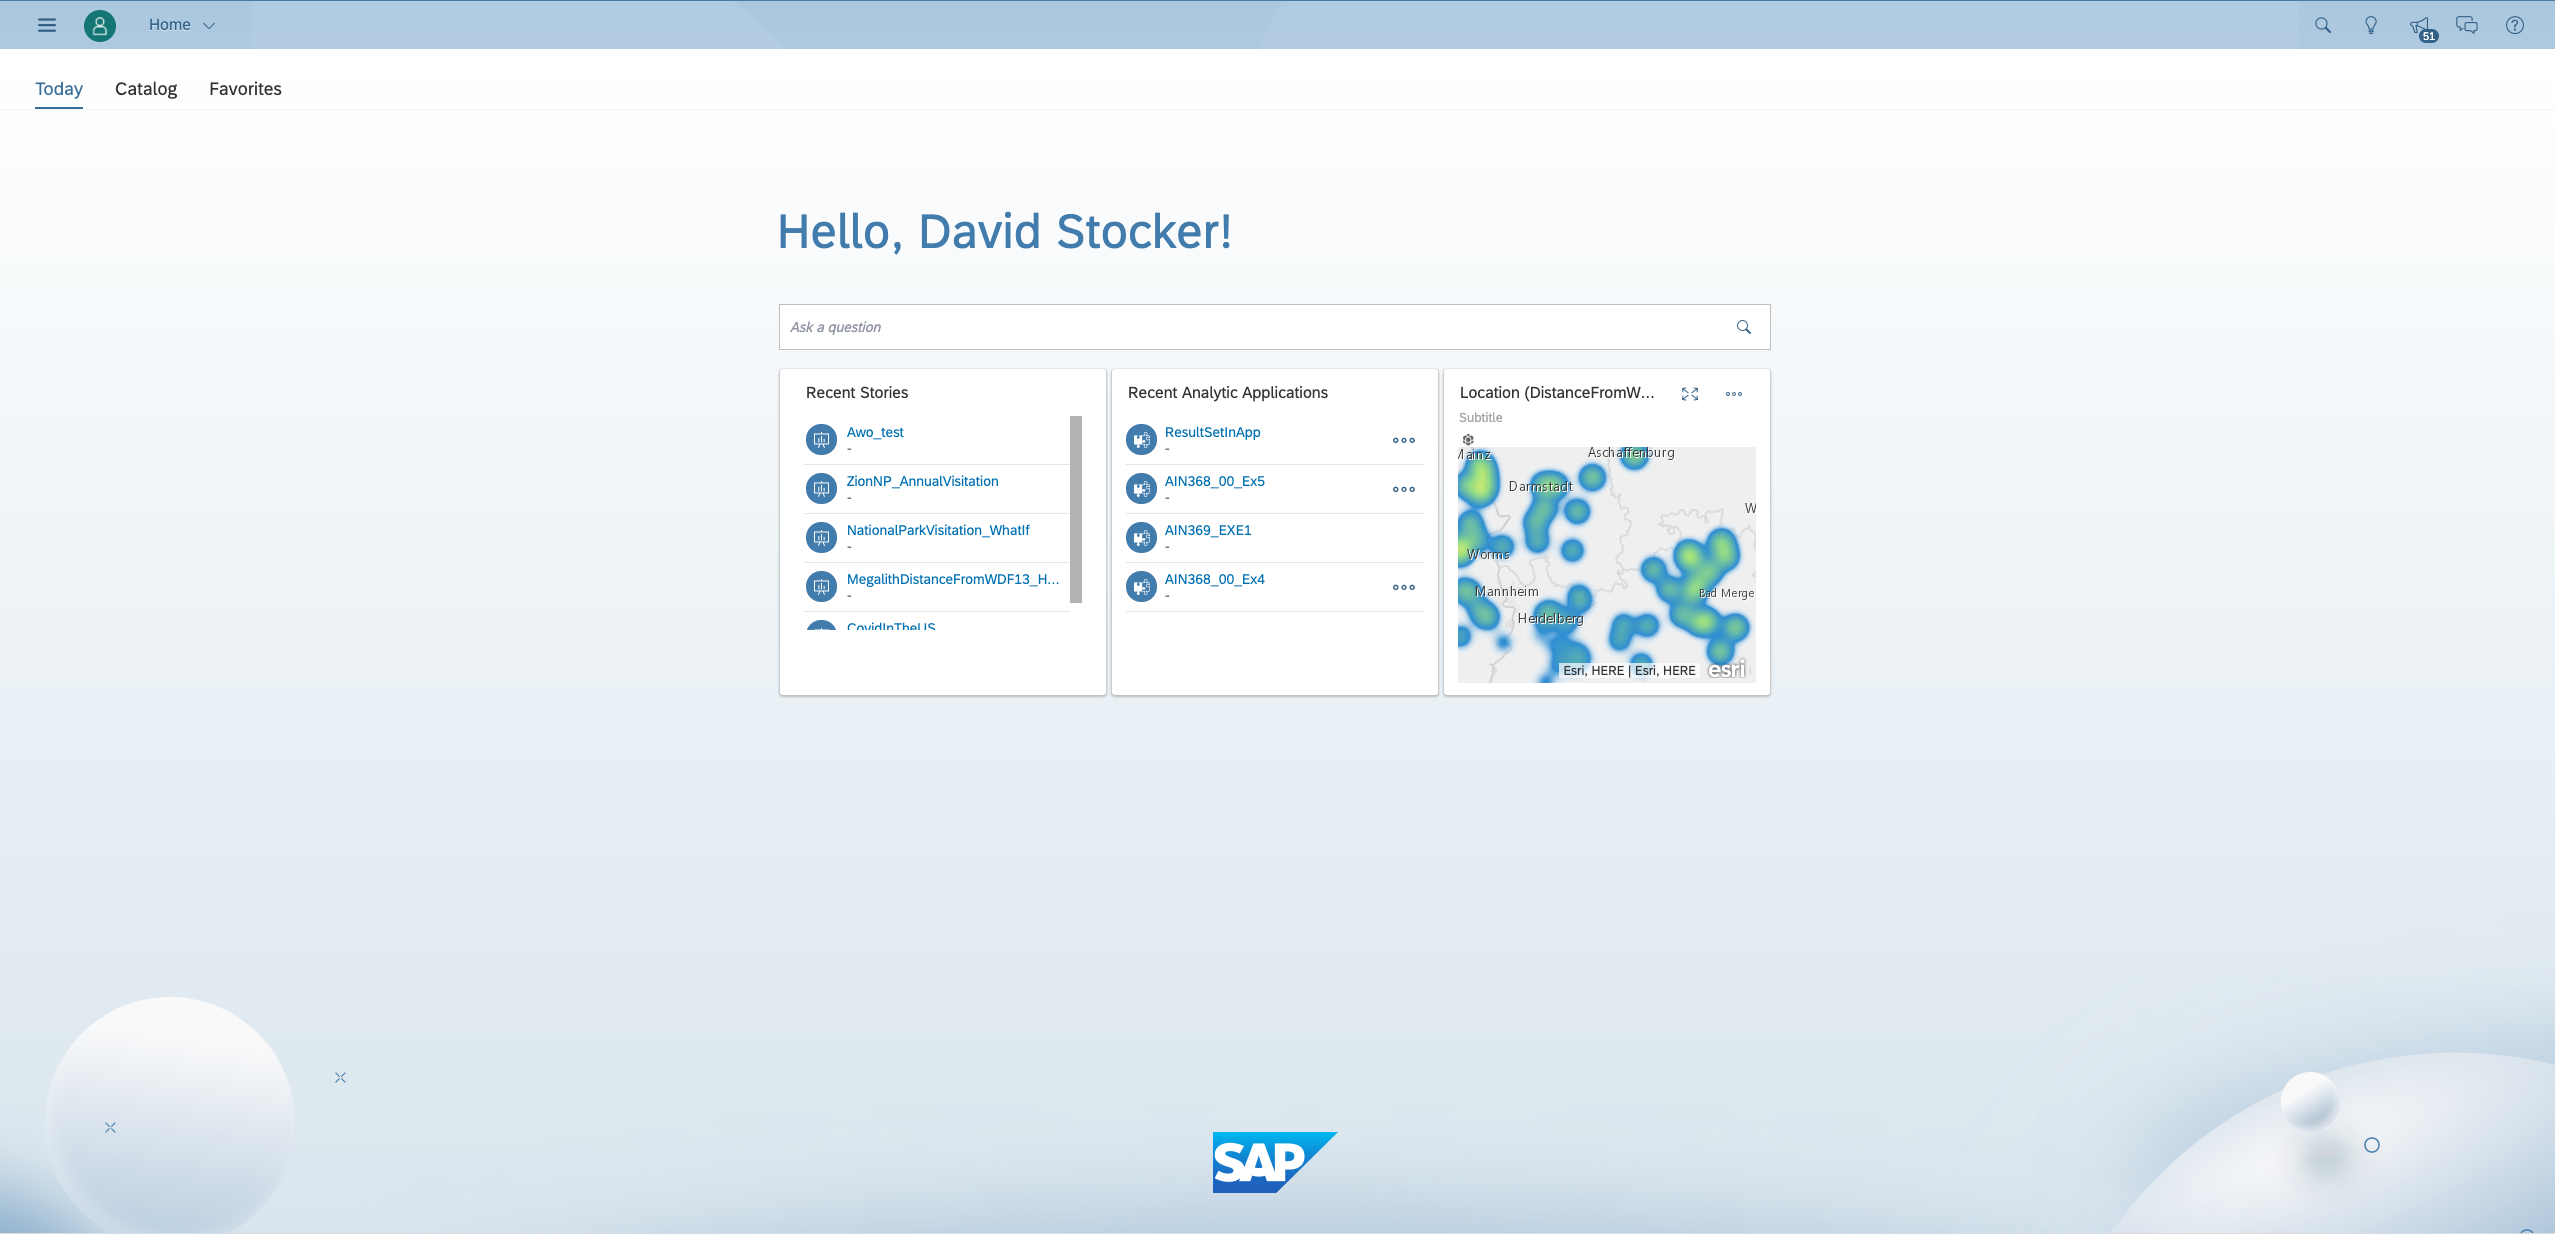 Home
51
Today
Catalog
Favorites
Hello, David Stocker!
Ask a question
Recent Stories
Awo_test
-
ZionNP_AnnualVisitation
-
NationalParkVisitation_WhatIf
-
MegalithDistanceFromWDF13_H...
-
CovidInTheUS
Recent Analytic Applications
ResultSetInApp
-
AIN368_00_Ex5
-
AIN369_EXE1
-
AIN368_00_Ex4
-
Location (DistanceFromW...
Subtitle
Mainz
Aschaffenburg
Darmstadt
W
Worms
Mannheim
Bad Merge
Heidelberg
Esri, HERE | Esri, HERE
esri
SAP